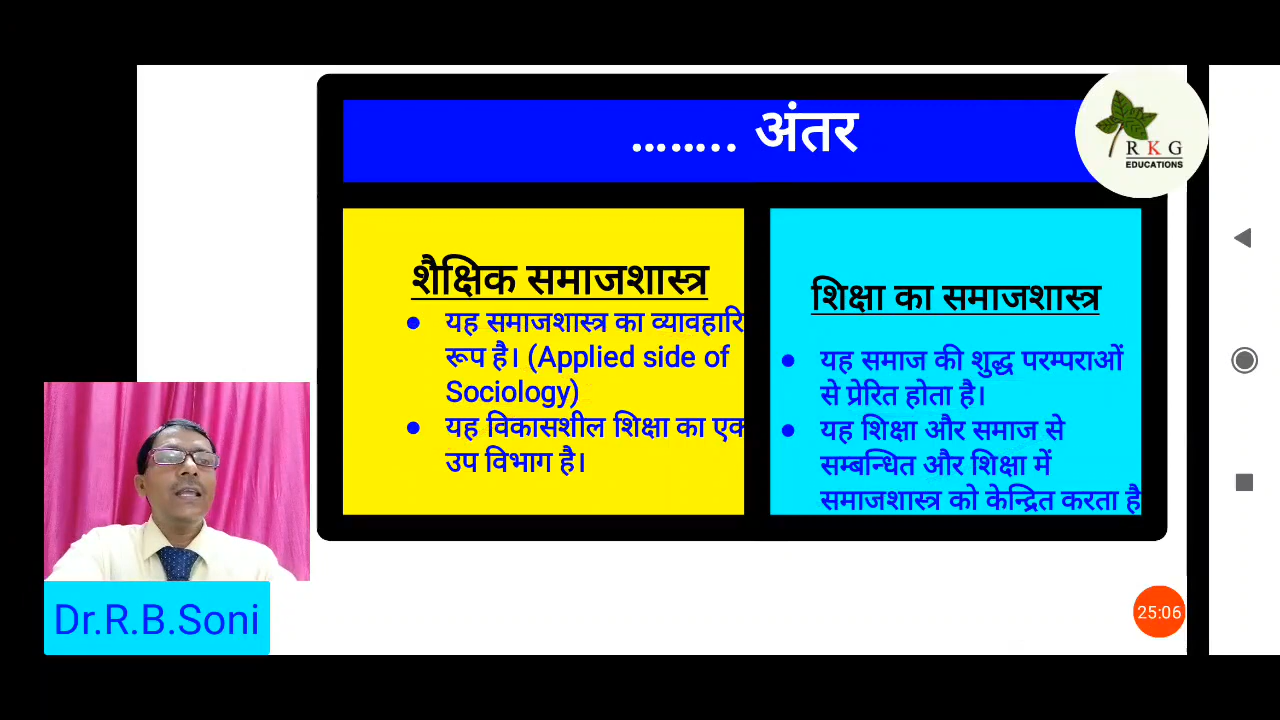 ....... अंतर
R K G
EDUCATIONS
शैक्षिक समाजशास्त्र
● यह समाजशास्त्र का व्यावहारि
रूप है। (Applied side of
Sociology)
● यह विकासशील शिक्षा का एक
उप विभाग है।
शिक्षा का समाजशास्त्र
● यह समाज की शुद्ध परम्पराओं
से प्रेरित होता है।
● यह शिक्षा और समाज से
सम्बन्धित और शिक्षा में
समाजशास्त्र को केन्द्रित करता है
Dr.R.B.Soni
25:06